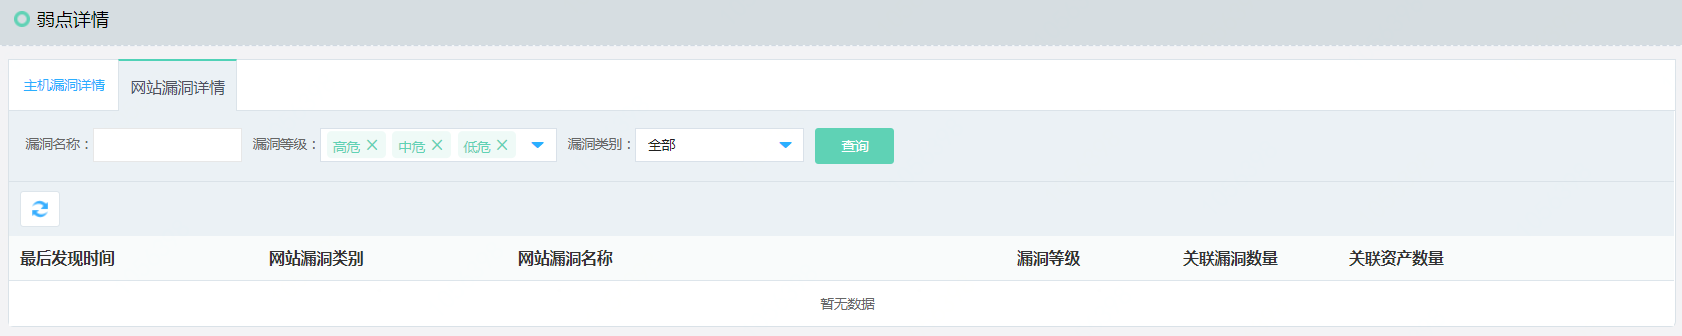 弱点详情
主机漏洞详情 网站漏洞详情
漏洞名称： 漏洞等级： 高危 × 中危 × 低危 × 漏洞类别： 全部 查询
最后发现时间 网站漏洞类别 网站漏洞名称 漏洞等级 关联漏洞数量 关联资产数量
暂无数据